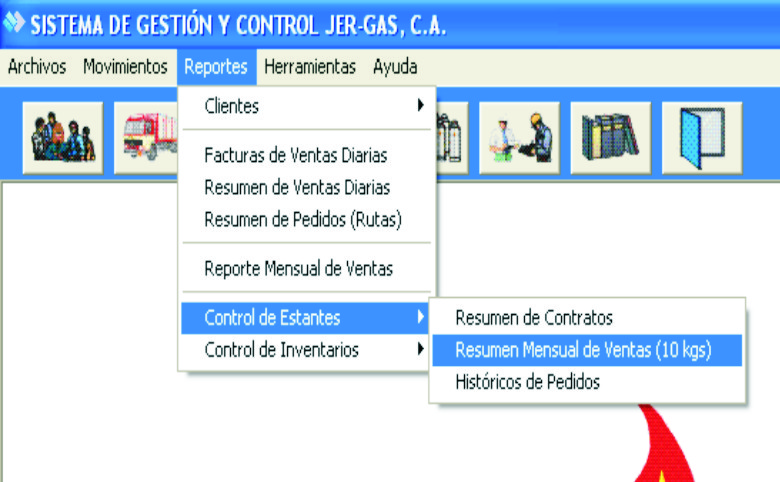 SISTEMA DE GESTIÓN Y CONTROL JER-GAS, C.A.
Archivos Movimientos Reportes Herramientas Ayuda
Clientes
Facturas de Ventas Diarias
Resumen de Ventas Diarias
Resumen de Pedidos (Rutas)
Reporte Mensual de Ventas
Control de Estantes
Control de Inventarios
Resumen de Contratos
Resumen Mensual de Ventas (10 kgs)
Históricos de Pedidos